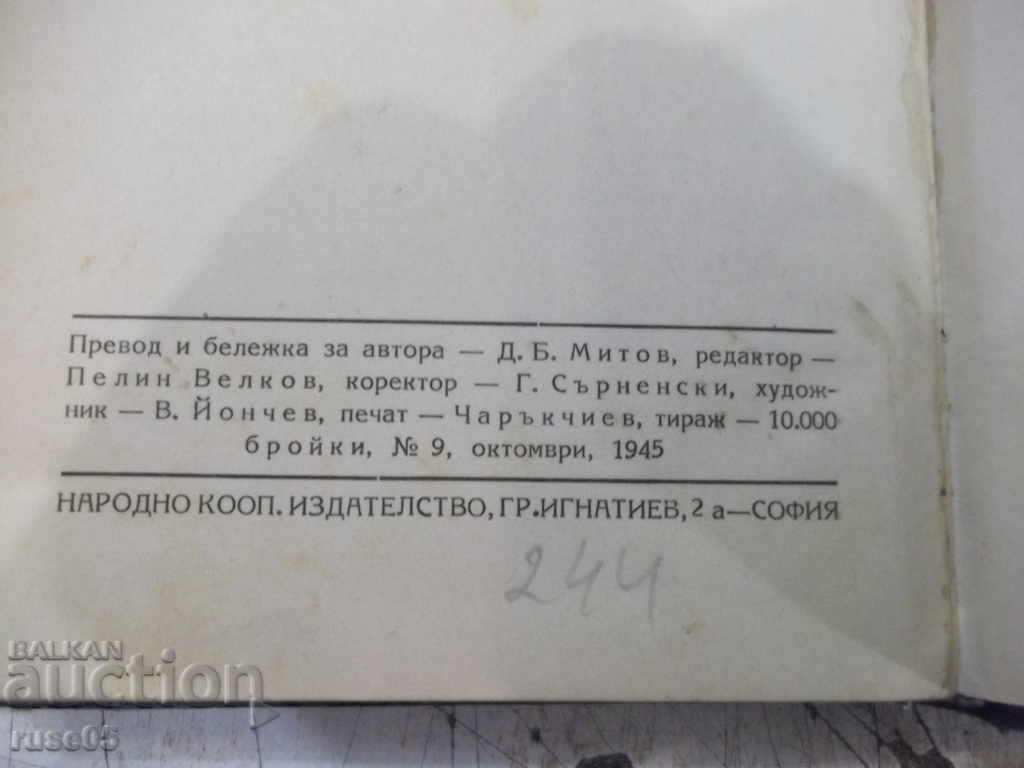 Превод и бележка за автора — Д. Б. Митов, редактор —
Пелин Велков, коректор — Г. Сърненски, худож-
ник — В. Йончев, печат — Чаръкчиев, тираж — 10.000
бройки, № 9, октомври, 1945
НАРОДНО КООП. ИЗДАТЕЛСТВО, ГР. ИГНАТИЕВ, 2 а—СОФИЯ
244
BALKAN
auction
ruse05